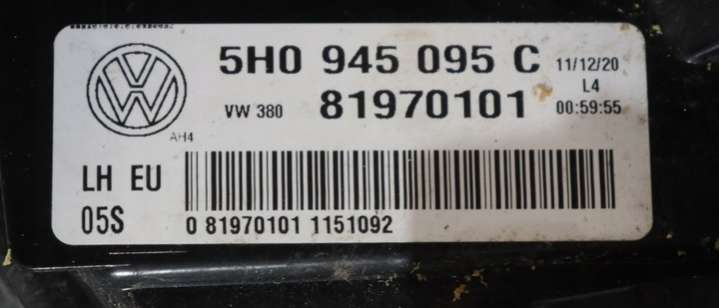 5H0 945 095 C 11/12/20
L4
VW 380 81970101 00:59:55
AH4
LH EU
05S
0 81970101 1151092